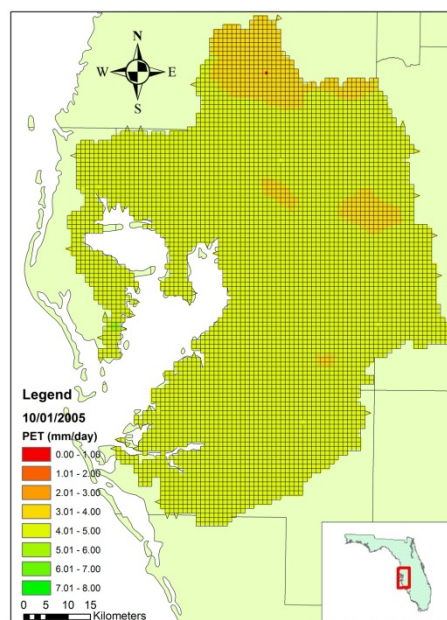 N
W E
S
Legend
10/01/2005
PET (mm/day)
0.00 - 1.00
1.01 - 2.00
2.01 - 3.00
3.01 - 4.00
4.01 - 5.00
5.01 - 6.00
6.01 - 7.00
7.01 - 8.00
0 5 10 15
Kilometers